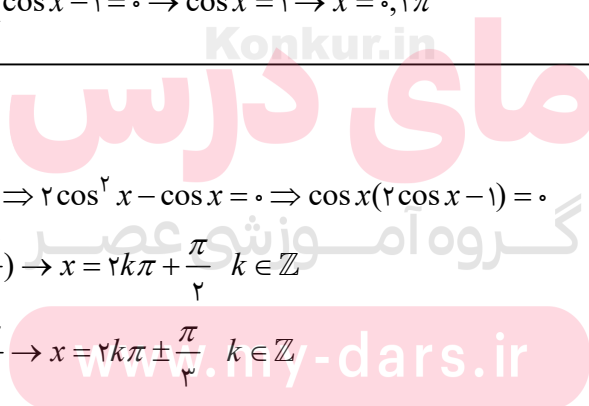 cos x − ۱ = ۰ → cos x = ۱ → x = ۰, ۲π
Konkur.in
مای درس
⇒ ۲cos^۲ x − cos x = ۰ ⇒ cos x(۲cos x − ۱) = ۰
گروه آموزشی عصر
) → x = ۲kπ + π/۲ k ∈ ℤ
→ x = ۲kπ ± π/۳ k ∈ ℤ
www.my-dars.ir